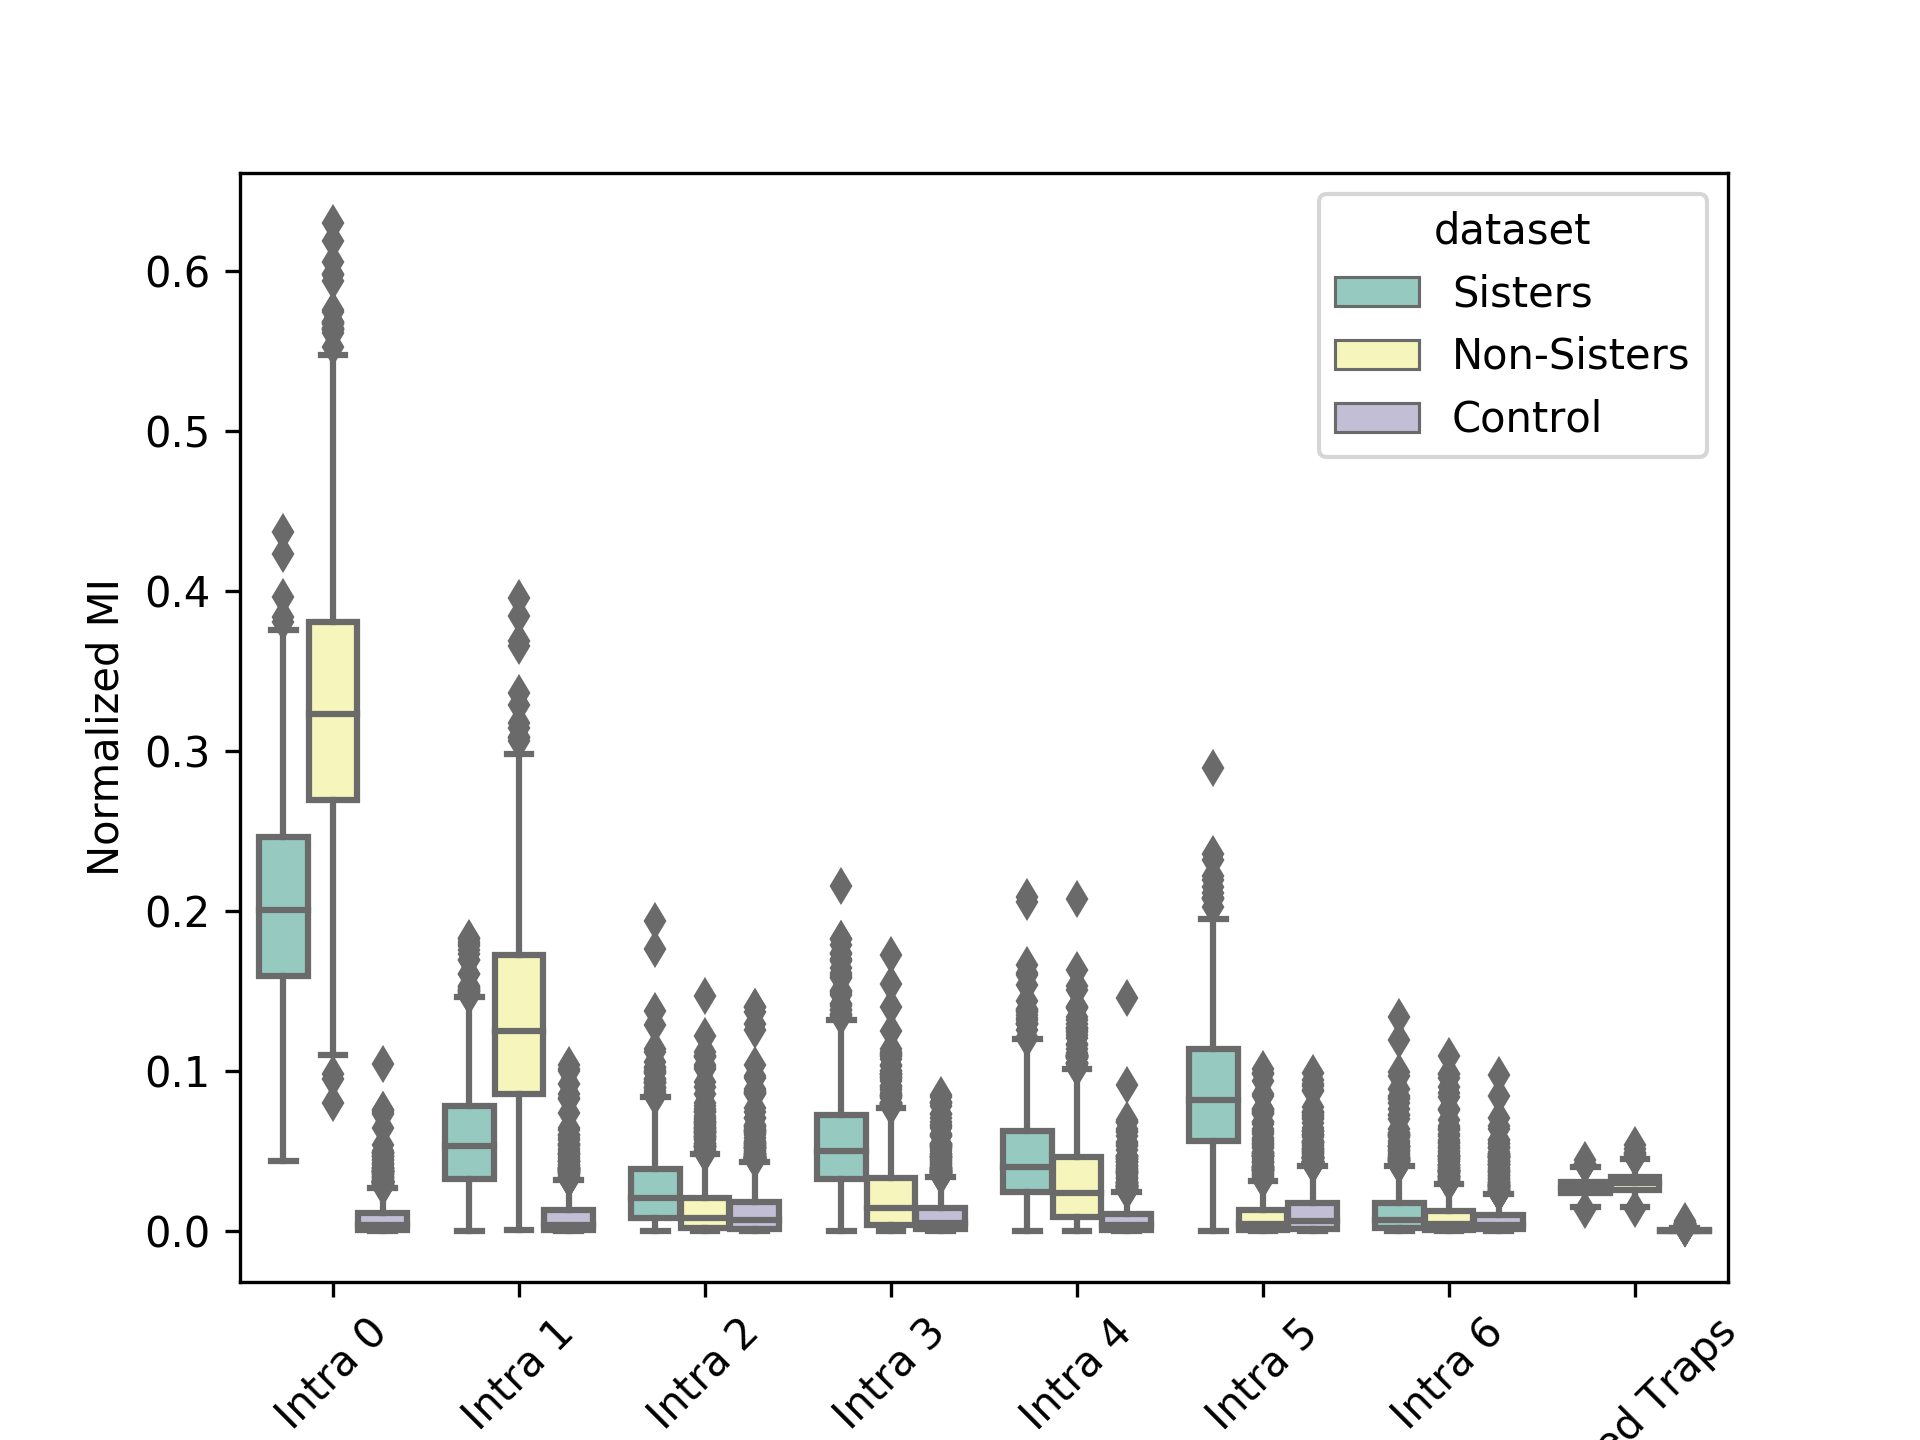 dataset
Sisters
Non-Sisters
Control
Normalized MI
0.6
0.5
0.4
0.3
0.2
0.1
0.0
Intra 0
Intra 1
Intra 2
Intra 3
Intra 4
Intra 5
Intra 6
Traps